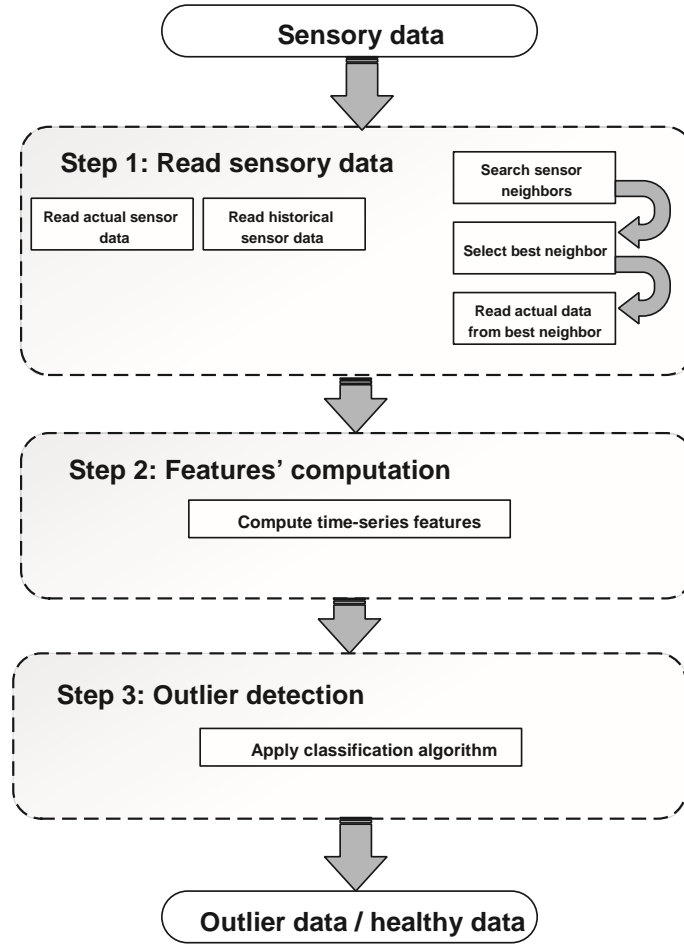 Sensory data
Step 1: Read sensory data
Read actual sensor
data
Read historical
sensor data
Search sensor
neighbors
Select best neighbor
Read actual data
from best neighbor
Step 2: Features’ computation
Compute time-series features
Step 3: Outlier detection
Apply classification algorithm
Outlier data / healthy data